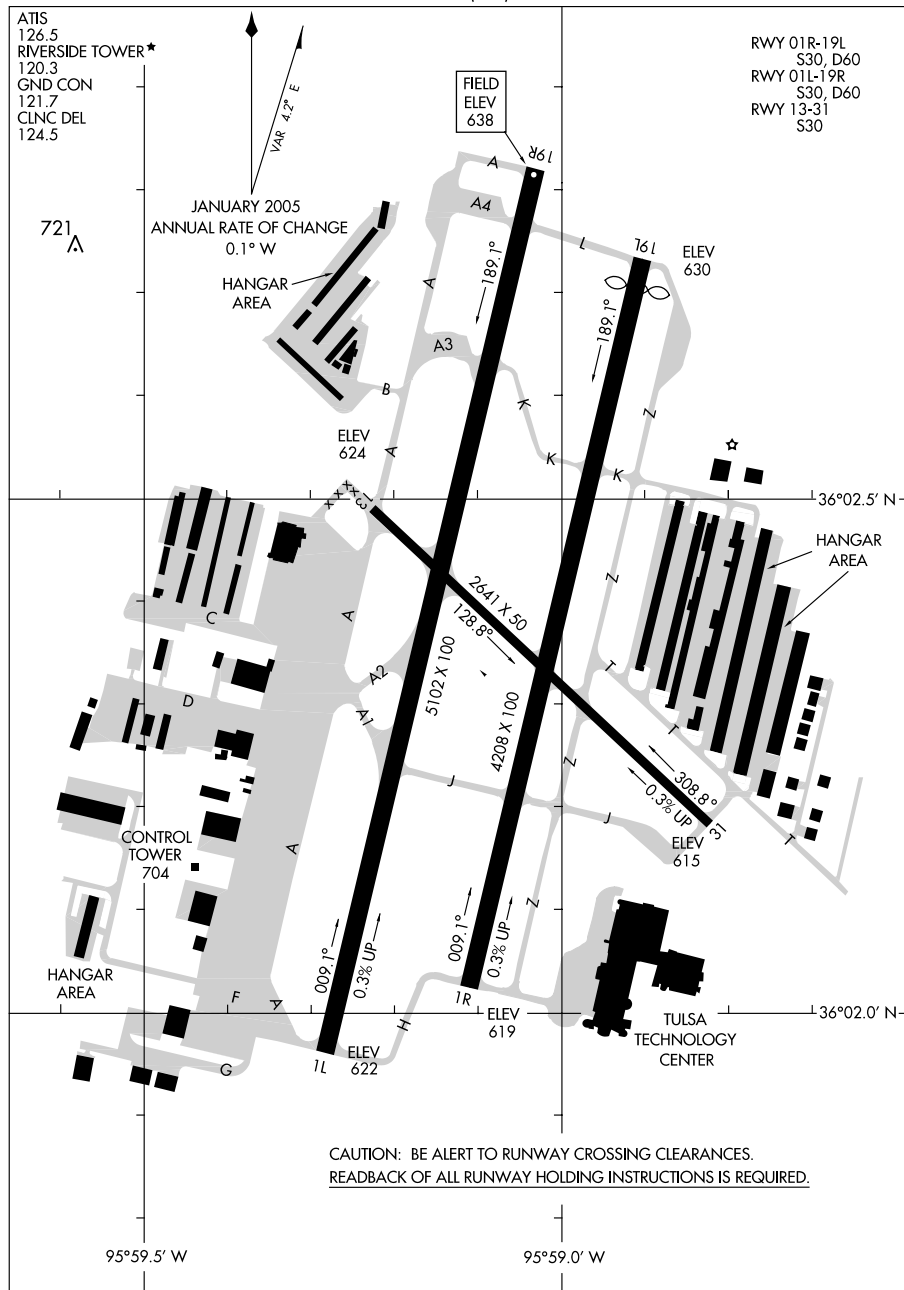 ATIS
126.5
RIVERSIDE TOWER★
120.3
GND CON
121.7
CLNC DEL
124.5
VAR 4.2° E
JANUARY 2005
ANNUAL RATE OF CHANGE
0.1° W
FIELD
ELEV
638
RWY 01R-19L
S30, D60
RWY 01L-19R
S30, D60
RWY 13-31
S30
721
HANGAR
AREA
A
19R
A4
L
19L
ELEV
630
A
189.1°
189.1°
A3
B
K
Z
A
K
K
ELEV
624
x x x x
13
36°02.5' N
HANGAR
AREA
2641 X 50
128.8°
Z
C
A
A2
T
5102 X 100
D
A1
T
4208 X 100
J
Z
308.8°
0.3% UP
J
31
T
ELEV
615
CONTROL
TOWER
704
A
Z
009.1°
0.3% UP
009.1°
0.3% UP
HANGAR
AREA
F
A
1R
H
ELEV
619
36°02.0' N
TULSA
TECHNOLOGY
CENTER
G
1L
ELEV
622
CAUTION: BE ALERT TO RUNWAY CROSSING CLEARANCES.
READBACK OF ALL RUNWAY HOLDING INSTRUCTIONS IS REQUIRED.
95°59.5' W
95°59.0' W